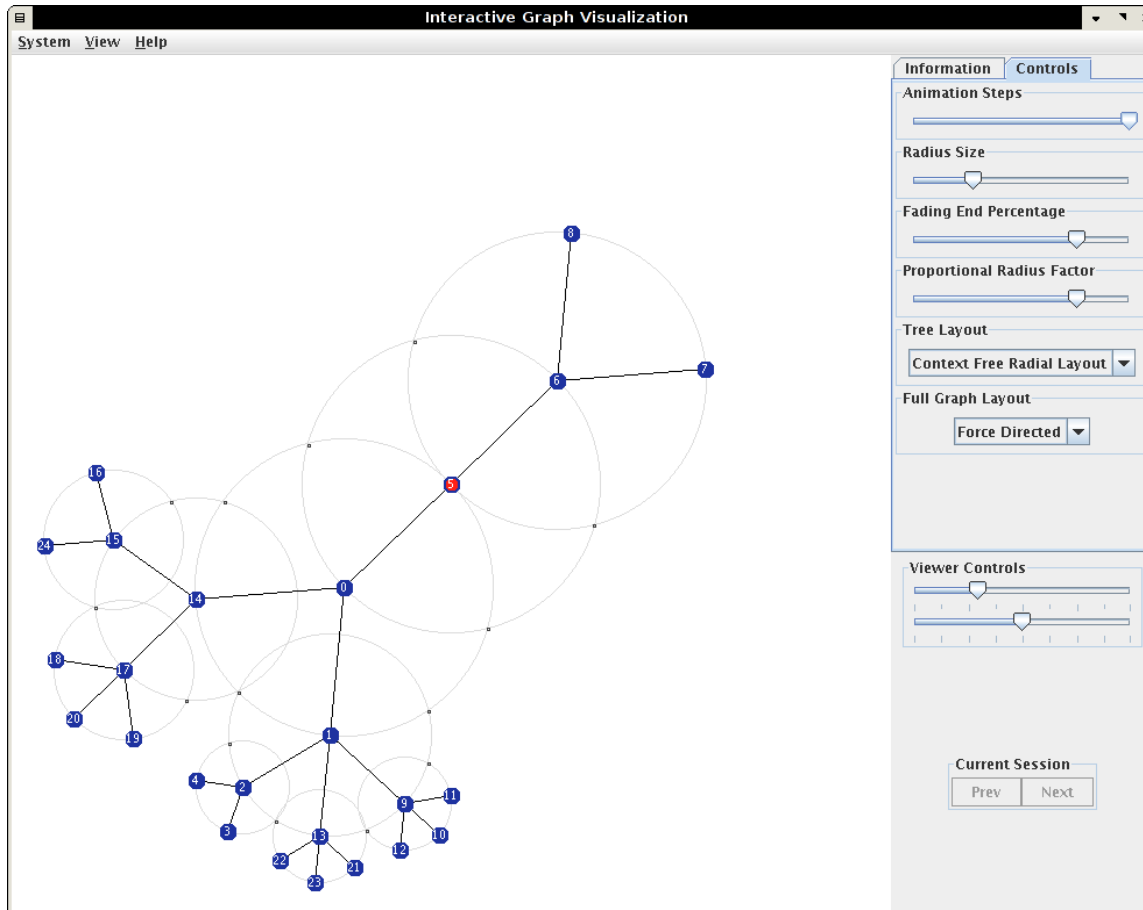 Interactive Graph Visualization
System View Help
Information Controls
Animation Steps
Radius Size
Fading End Percentage
Proportional Radius Factor
Tree Layout
Context Free Radial Layout
Full Graph Layout
Force Directed
Viewer Controls
Current Session
Prev Next
8
7
6
5
16
15
24
14
0
18
17
20
19
1
4
2
3
9
11
10
12
13
22
21
23